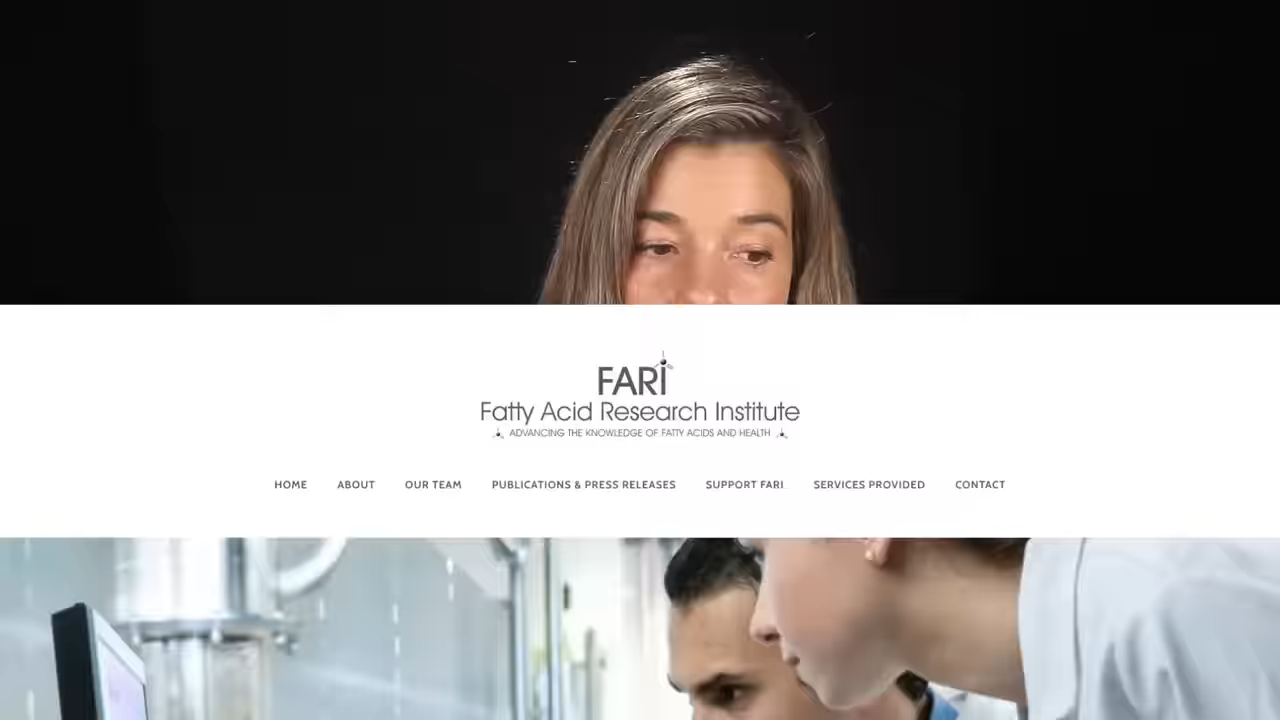 FARI
Fatty Acid Research Institute
ADVANCING THE KNOWLEDGE OF FATTY ACIDS AND HEALTH
HOME ABOUT OUR TEAM PUBLICATIONS & PRESS RELEASES SUPPORT FARI SERVICES PROVIDED CONTACT